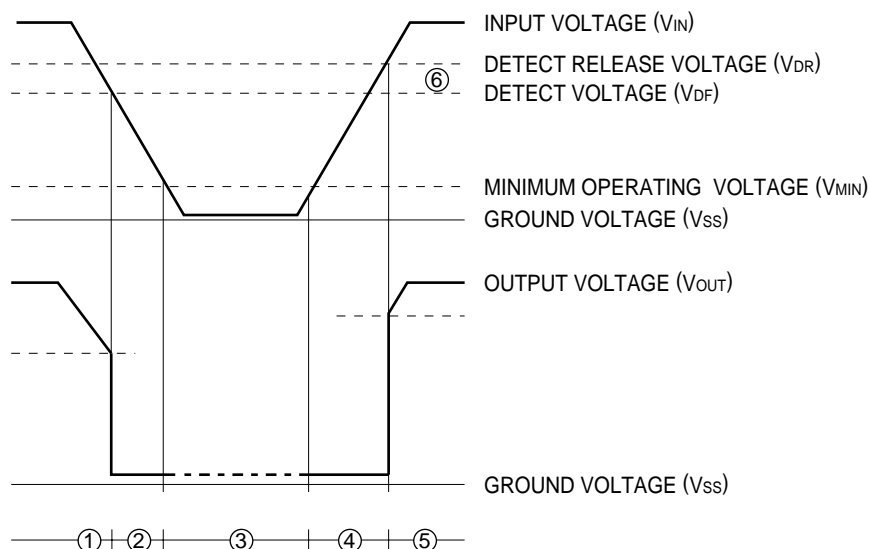 INPUT VOLTAGE (VIN)
DETECT RELEASE VOLTAGE (VDR)
⑥
DETECT VOLTAGE (VDF)
MINIMUM OPERATING VOLTAGE (VMIN)
GROUND VOLTAGE (VSS)
OUTPUT VOLTAGE (VOUT)
GROUND VOLTAGE (VSS)
① ② ③ ④ ⑤